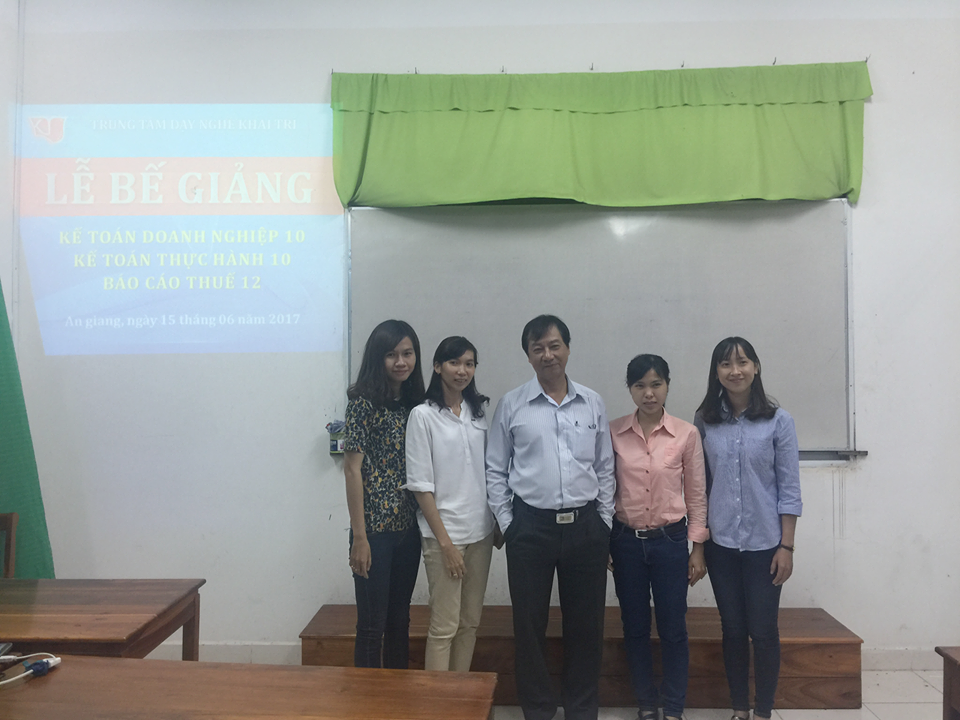 TRUNG TÂM DẠY NGHỀ KHAI TRÍ
LỄ BẾ GIẢNG
KẾ TOÁN DOANH NGHIỆP 10
KẾ TOÁN THỰC HÀNH 10
BÁO CÁO THUẾ 12
An giang, ngày 15 tháng 06 năm 2017